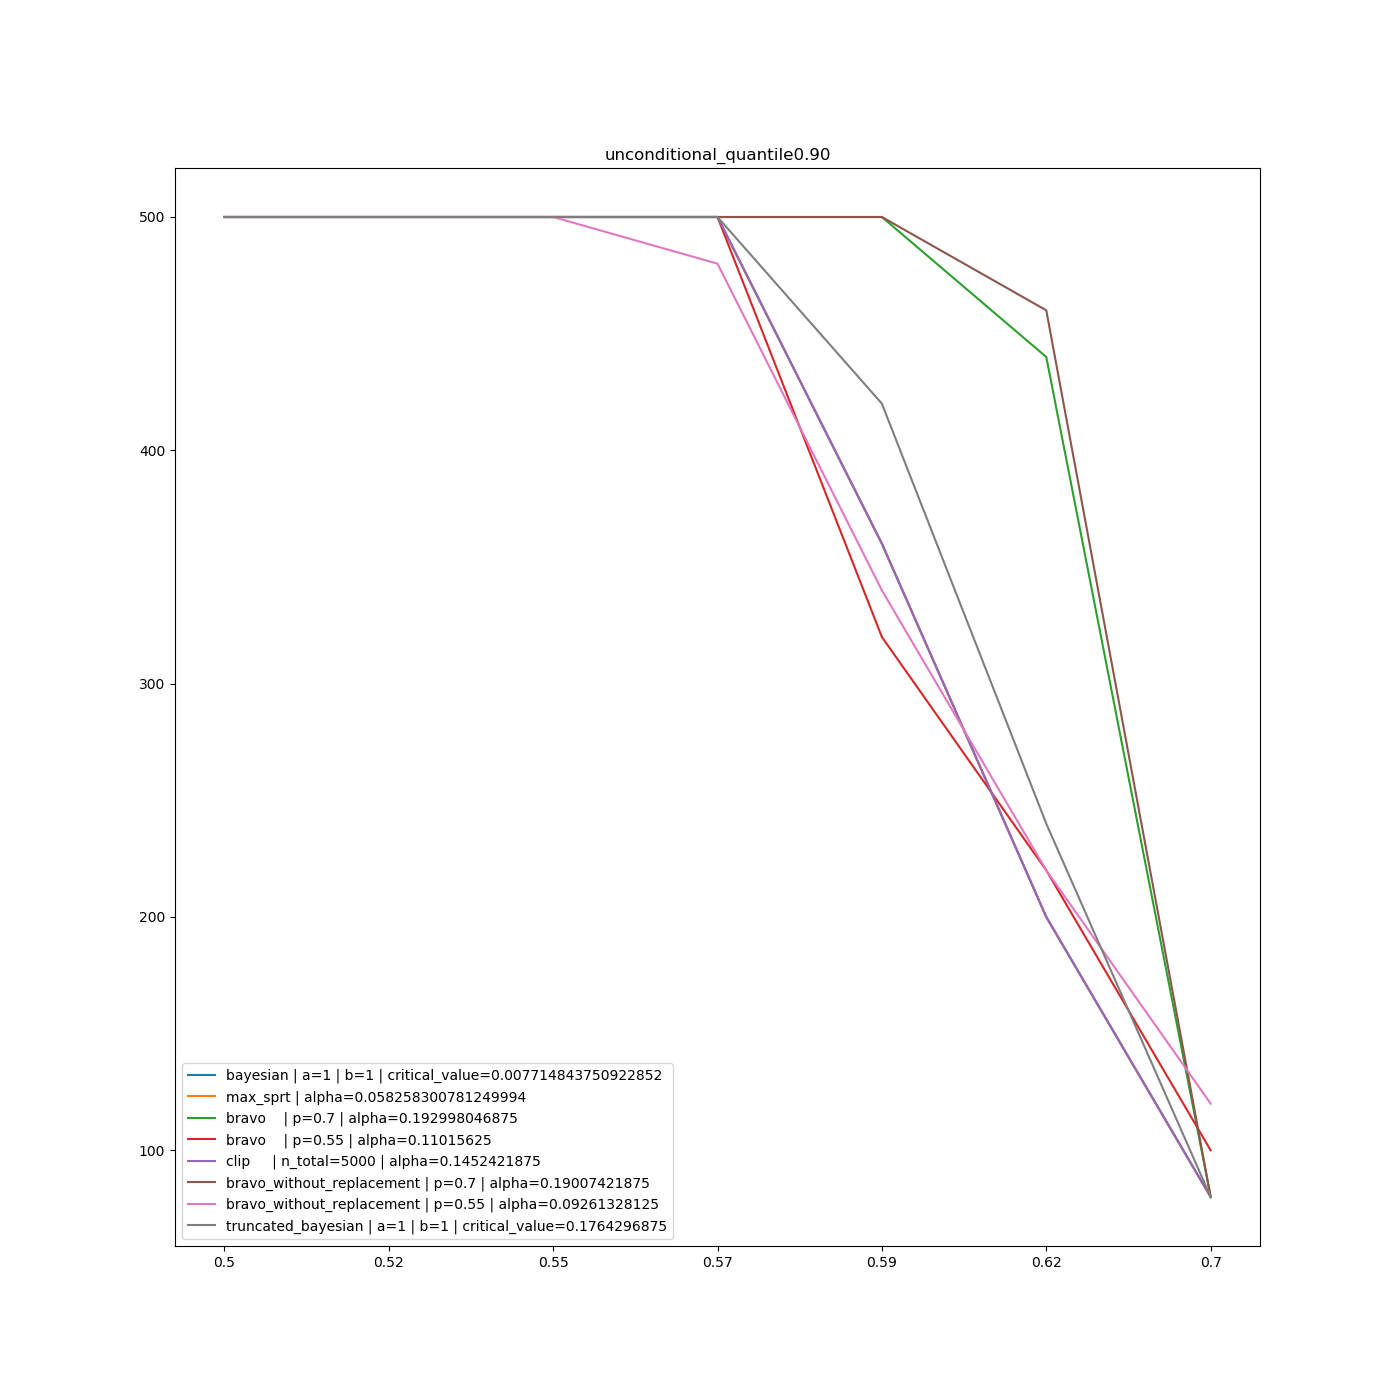 unconditional_quantile0.90
500
400
300
200
100
bayesian | a=1 | b=1 | critical_value=0.007714843750922852
max_sprt | alpha=0.058258300781249994
bravo | p=0.7 | alpha=0.192998046875
bravo | p=0.55 | alpha=0.11015625
clip | n_total=5000 | alpha=0.1452421875
bravo_without_replacement | p=0.7 | alpha=0.19007421875
bravo_without_replacement | p=0.55 | alpha=0.09261328125
truncated_bayesian | a=1 | b=1 | critical_value=0.1764296875
0.5 0.52 0.55 0.57 0.59 0.62 0.7